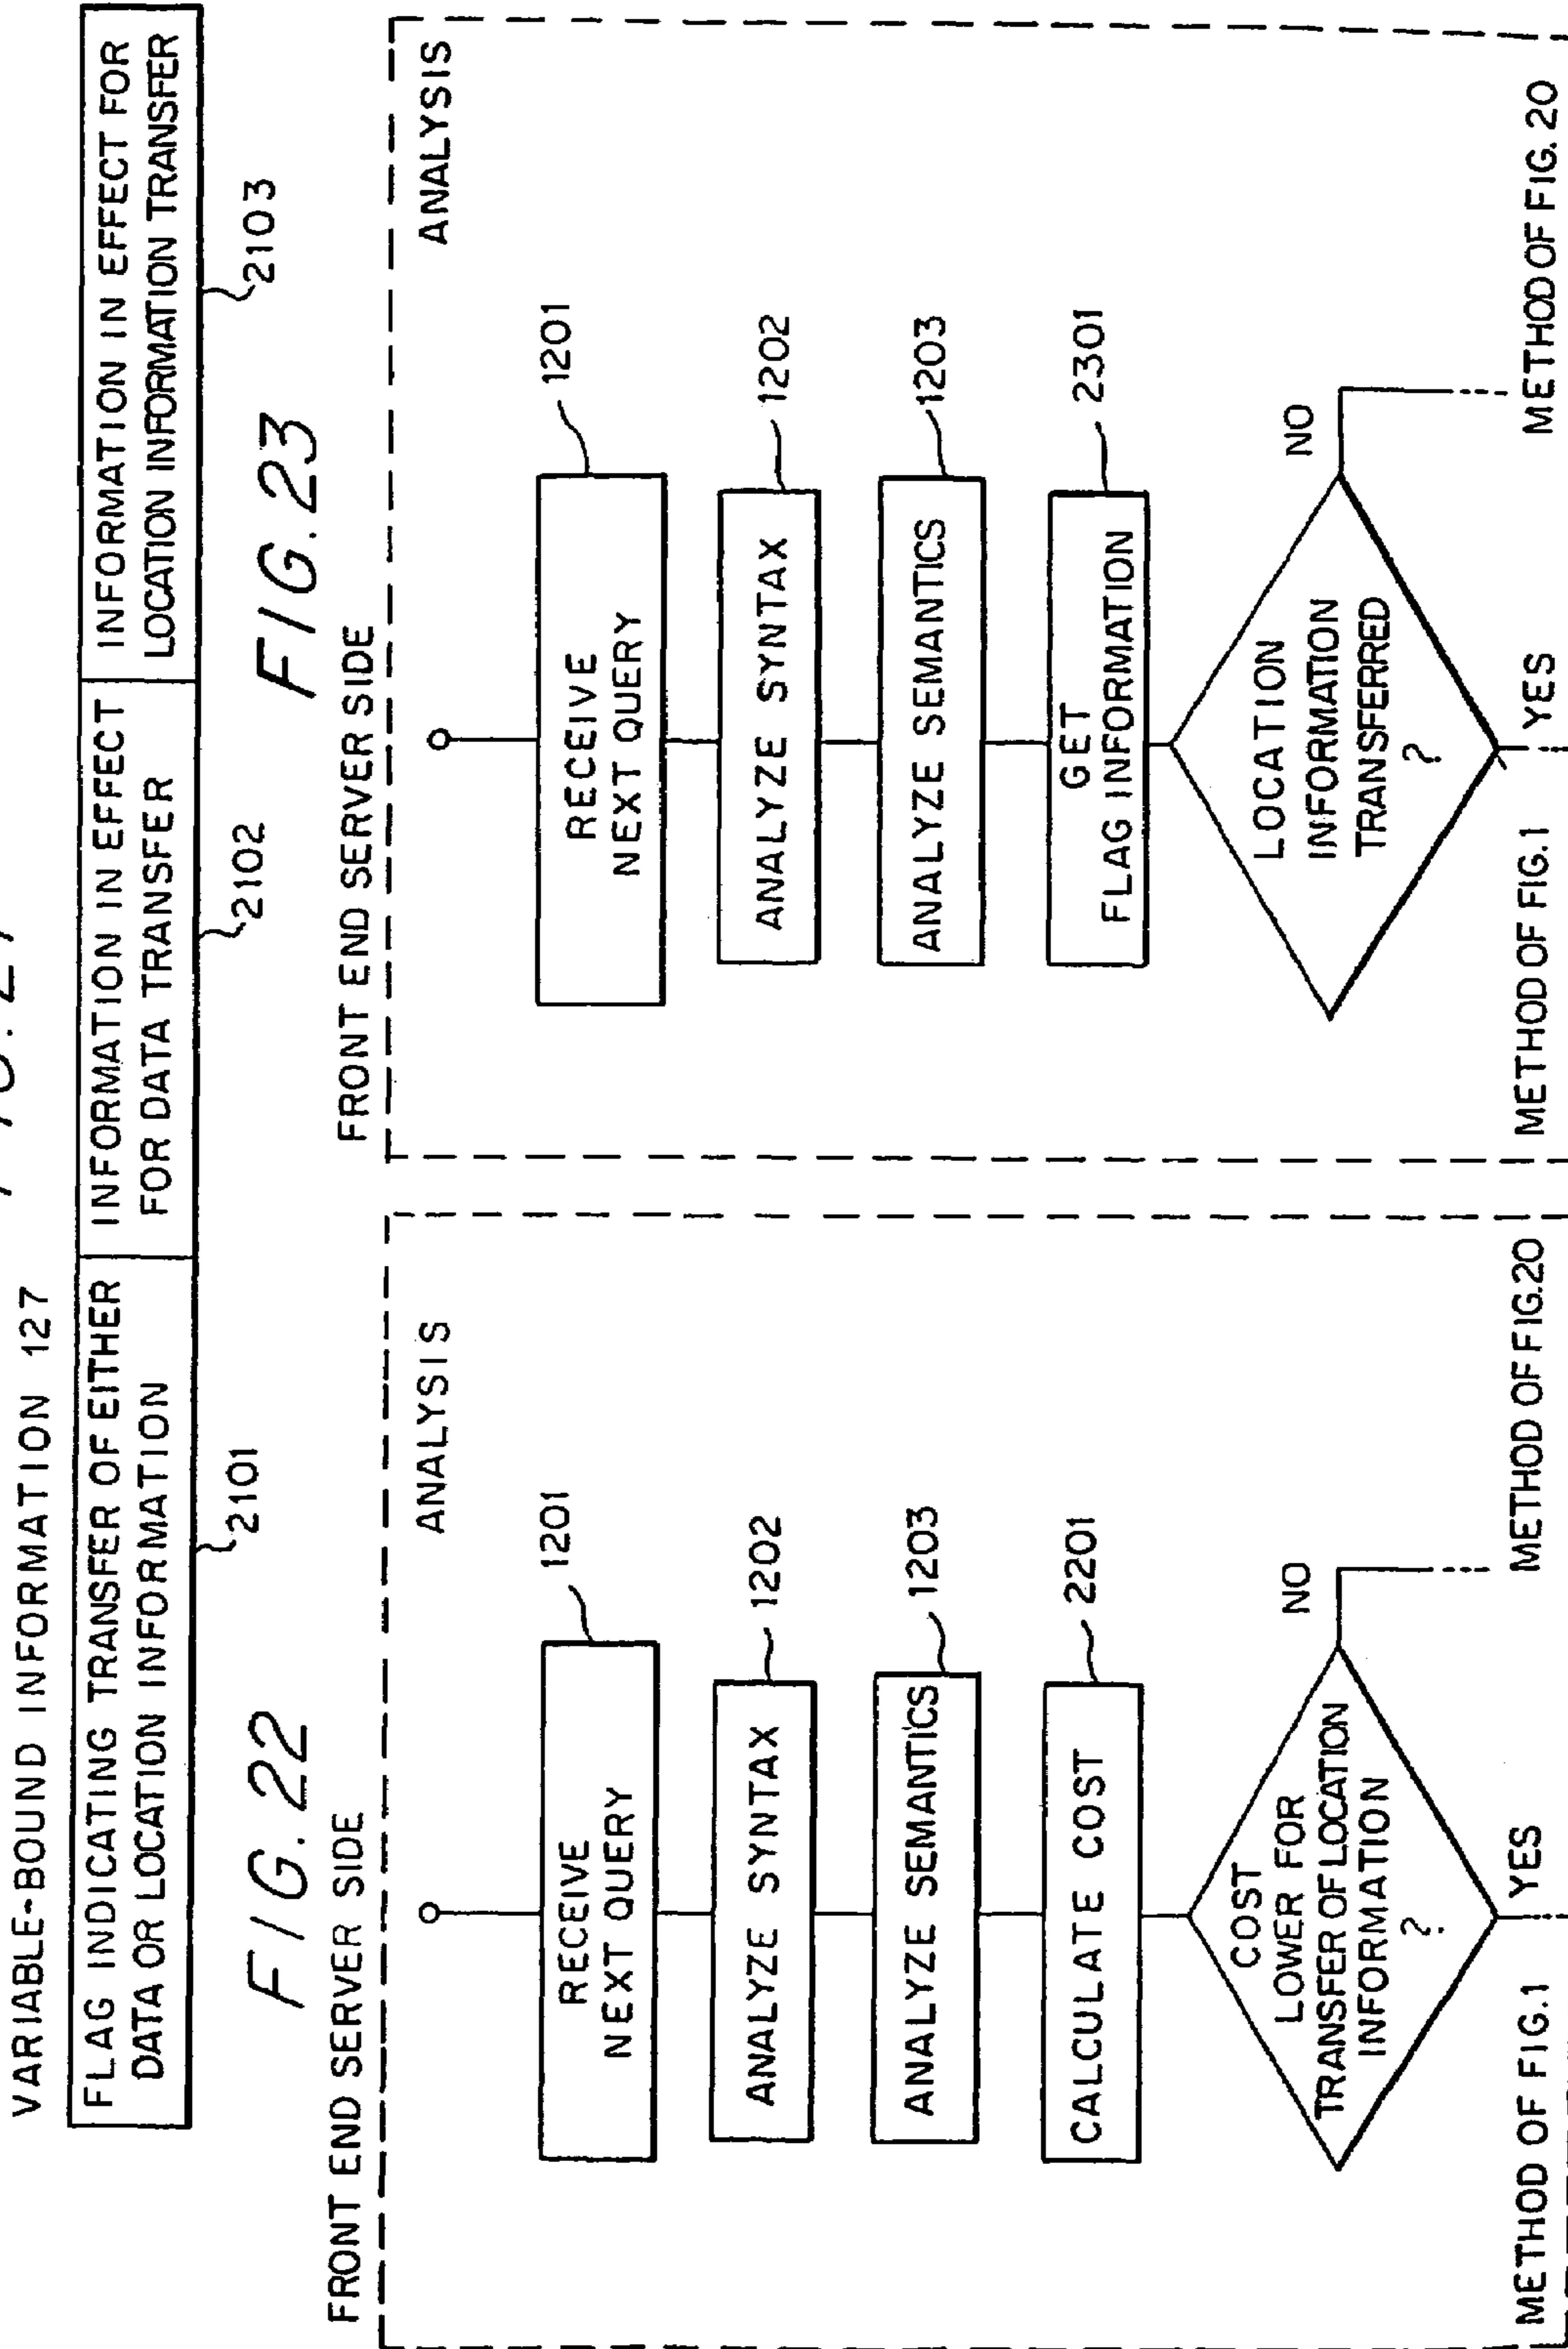 VARIABLE-BOUND INFORMATION 127
FLAG INDICATING TRANSFER OF EITHER
DATA OR LOCATION INFORMATION
INFORMATION IN EFFECT
FOR DATA TRANSFER
INFORMATION IN EFFECT FOR
LOCATION INFORMATION TRANSFER
2101
2102
2103
FIG. 22
FRONT END SERVER SIDE
ANALYSIS
RECEIVE
NEXT QUERY
1201
ANALYZE SYNTAX
1202
ANALYZE SEMANTICS
1203
CALCULATE COST
2201
COST
LOWER FOR
TRANSFER OF LOCATION
INFORMATION
?
NO
YES
METHOD OF FIG.1
METHOD OF FIG.20
FIG. 23
FRONT END SERVER SIDE
ANALYSIS
RECEIVE
NEXT QUERY
1201
ANALYZE SYNTAX
1202
ANALYZE SEMANTICS
1203
GET
FLAG INFORMATION
2301
LOCATION
INFORMATION
TRANSFERRED
?
NO
YES
METHOD OF FIG.1
METHOD OF FIG. 20